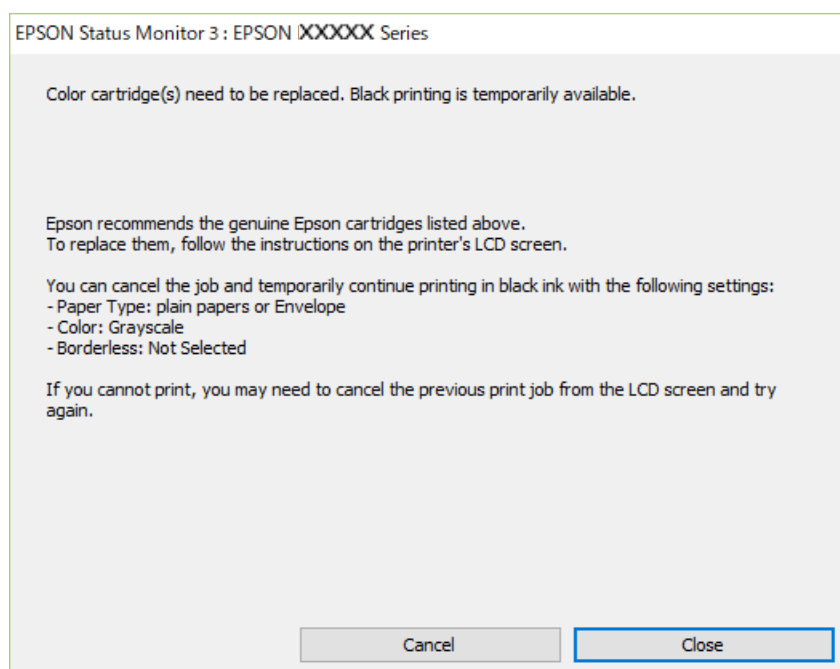 EPSON Status Monitor 3 : EPSON XXXXX Series
Color cartridge(s) need to be replaced. Black printing is temporarily available.
Epson recommends the genuine Epson cartridges listed above.
To replace them, follow the instructions on the printer's LCD screen.
You can cancel the job and temporarily continue printing in black ink with the following settings:
- Paper Type: plain papers or Envelope
- Color: Grayscale
- Borderless: Not Selected
If you cannot print, you may need to cancel the previous print job from the LCD screen and try
again.
Cancel
Close